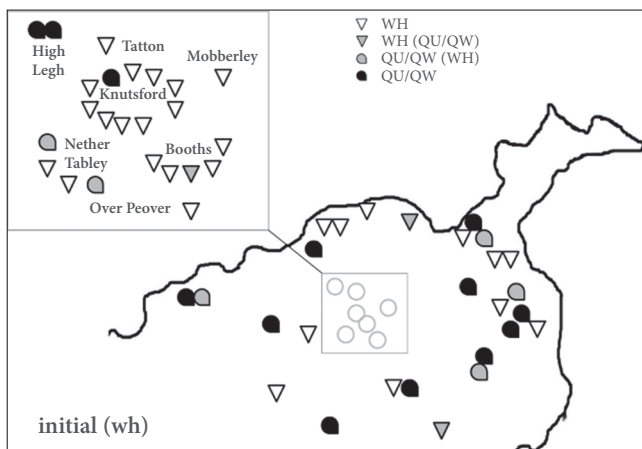 High
Legh
Tatton
Mobberley
Knutsford
Nether
Tabley
Booths
Over Peover
WH
WH (QU/QW)
QU/QW (WH)
QU/QW
initial (wh)